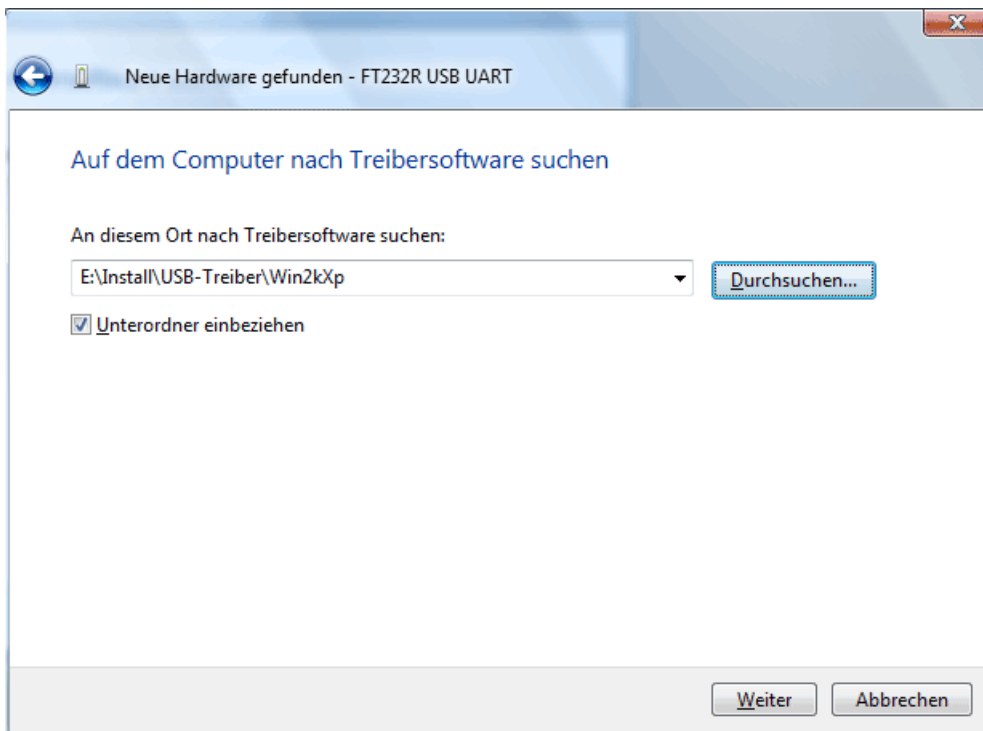 Neue Hardware gefunden - FT232R USB UART
Auf dem Computer nach Treibersoftware suchen
An diesem Ort nach Treibersoftware suchen:
E:\Install\USB-Treiber\Win2kXp
Durchsuchen...
Unterordner einbeziehen
Weiter
Abbrechen